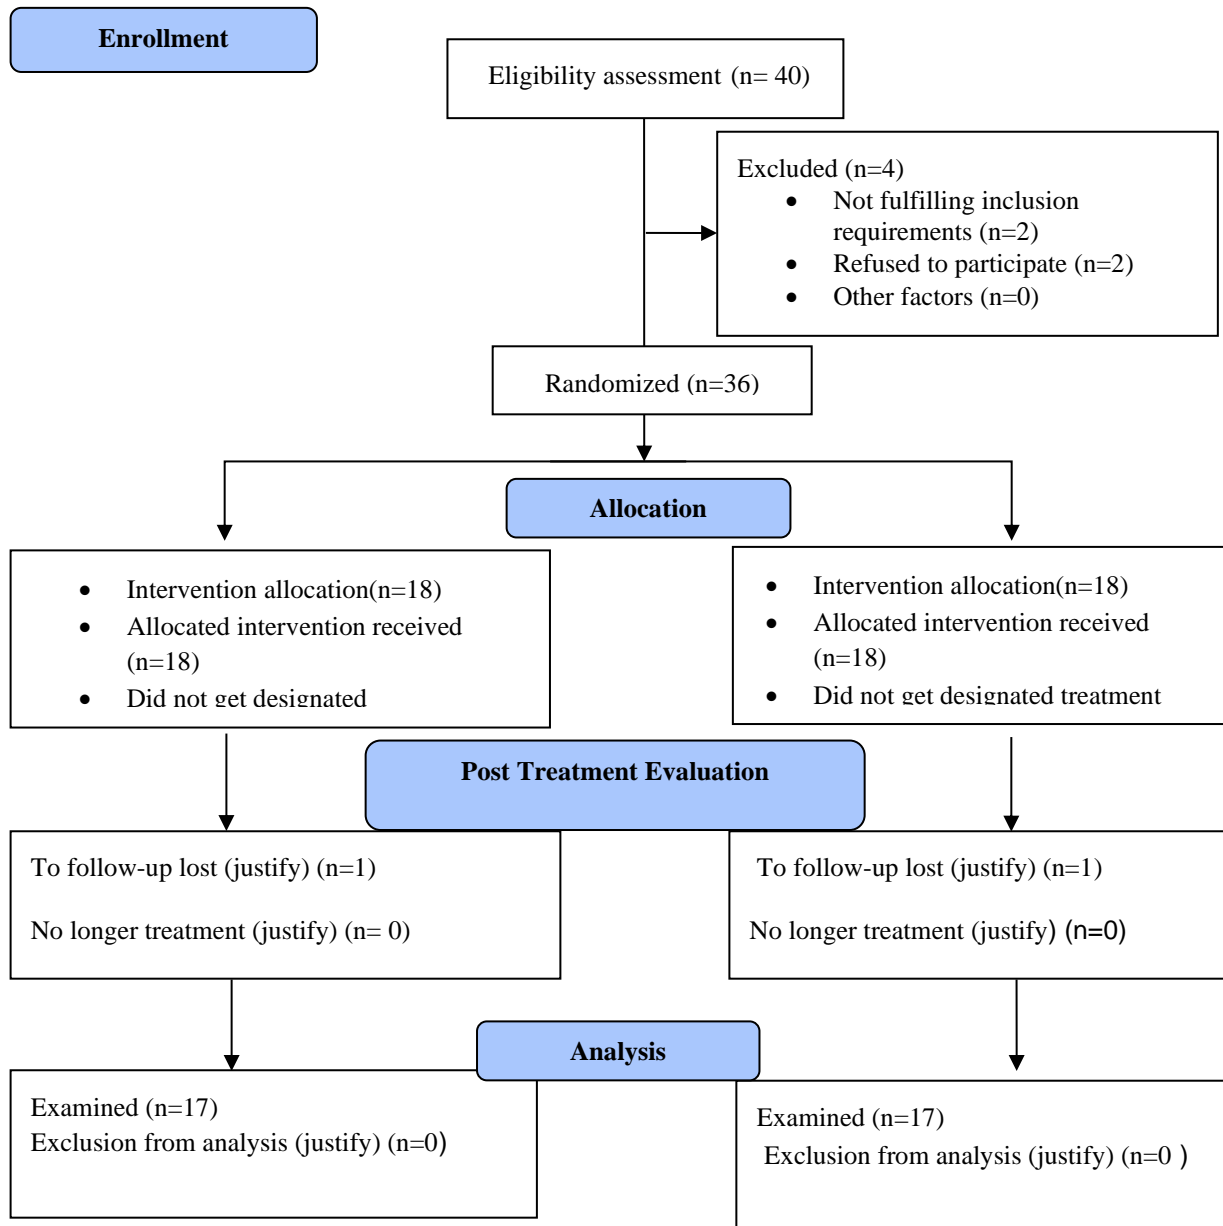 Enrollment
Eligibility assessment (n= 40)
Excluded (n=4)
• Not fulfilling inclusion
requirements (n=2)
• Refused to participate (n=2)
• Other factors (n=0)
Randomized (n=36)
Allocation
• Intervention allocation(n=18)
• Allocated intervention received
(n=18)
• Did not get designated
• Intervention allocation(n=18)
• Allocated intervention received
(n=18)
• Did not get designated treatment
Post Treatment Evaluation
To follow-up lost (justify) (n=1)
No longer treatment (justify) (n= 0)
To follow-up lost (justify) (n=1)
No longer treatment (justify) (n=0)
Analysis
Examined (n=17)
Exclusion from analysis (justify) (n=0)
Examined (n=17)
Exclusion from analysis (justify) (n=0 )